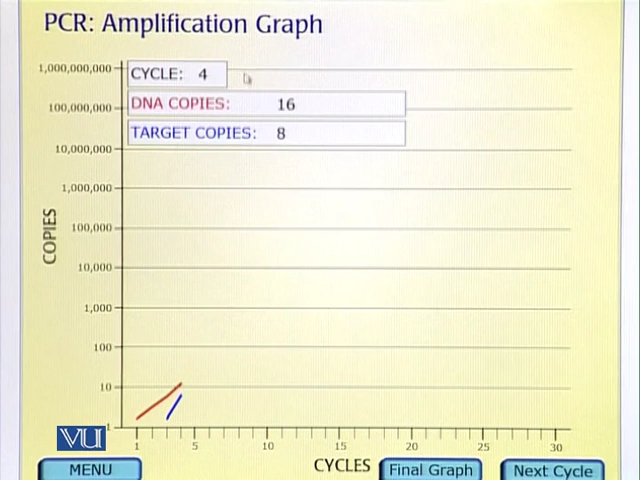 PCR: Amplification Graph
1,000,000,000
CYCLE: 4
DNA COPIES: 16
100,000,000
TARGET COPIES: 8
10,000,000
1,000,000
100,000
10,000
1,000
100
10
1
COPIES
VU
1 5 10 15 20 25 30
CYCLES
MENU
Final Graph
Next Cycle